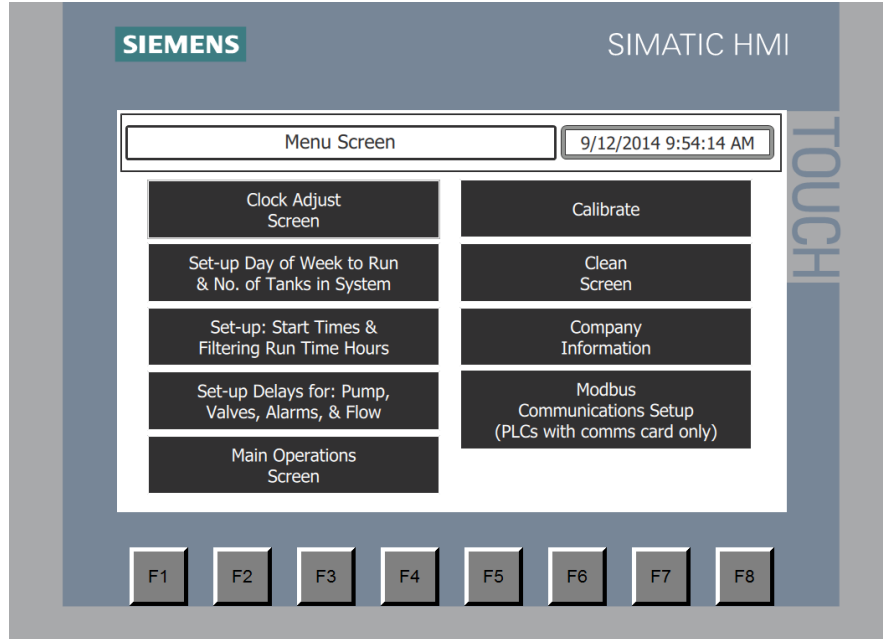 SIEMENS
SIMATIC HMI
TOUCH
Menu Screen
9/12/2014 9:54:14 AM
Clock Adjust
Screen
Calibrate
Set-up Day of Week to Run
& No. of Tanks in System
Clean
Screen
Set-up: Start Times &
Filtering Run Time Hours
Company
Information
Set-up Delays for: Pump,
Valves, Alarms, & Flow
Modbus
Communications Setup
(PLCs with comms card only)
Main Operations
Screen
F1
F2
F3
F4
F5
F6
F7
F8